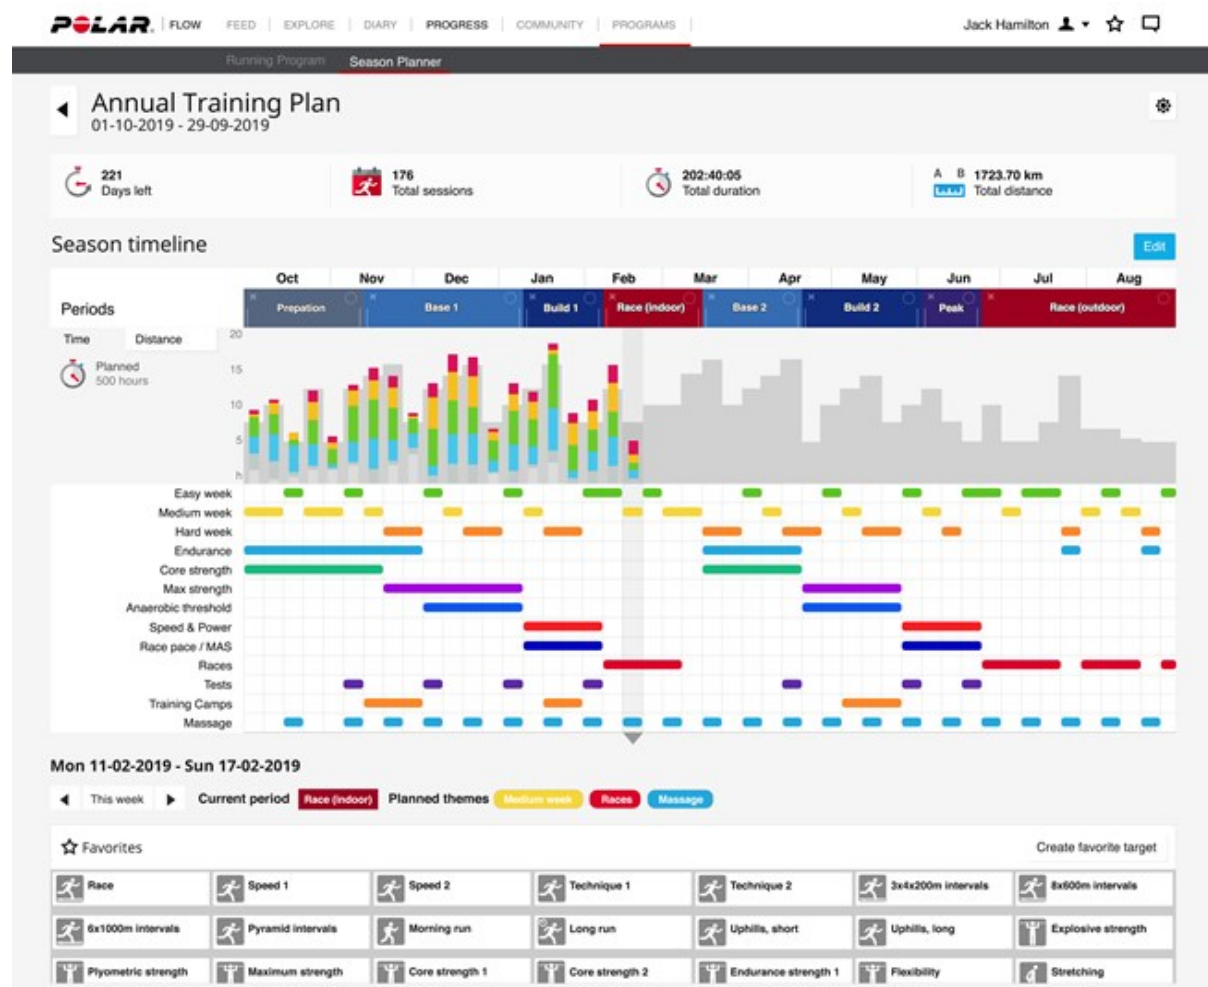 POLAR. FLOW FEED EXPLORE DIARY PROGRESS COMMUNITY PROGRAMS Jack Hamilton
Running Program Season Planner
Annual Training Plan
01-10-2019 - 29-09-2019
221 176 202:40:05 A B 1723.70 km
Days left Total sessions Total duration Total distance
Season timeline Edit
Oct Nov Dec Jan Feb Mar Apr May Jun Jul Aug
Periods Prepation Base 1 Build 1 Race (indoor) Base 2 Build 2 Peak Race (outdoor)
Time Distance 20
Planned 15
500 hours
10
5
h
Easy week
Medium week
Hard week
Endurance
Core strength
Max strength
Anaerobic threshold
Speed & Power
Race pace / MAS
Races
Tests
Training Camps
Massage
Mon 11-02-2019 - Sun 17-02-2019
This week Current period Race (indoor) Planned themes Medium week Races Massage
Favorites Create favorite target
Race Speed 1 Speed 2 Technique 1 Technique 2 3x4x200m intervals 8x600m intervals
6x1000m intervals Pyramid intervals Morning run Long run Uphills, short Uphills, long Explosive strength
Plyometric strength Maximum strength Core strength 1 Core strength 2 Endurance strength 1 Flexibility Stretching